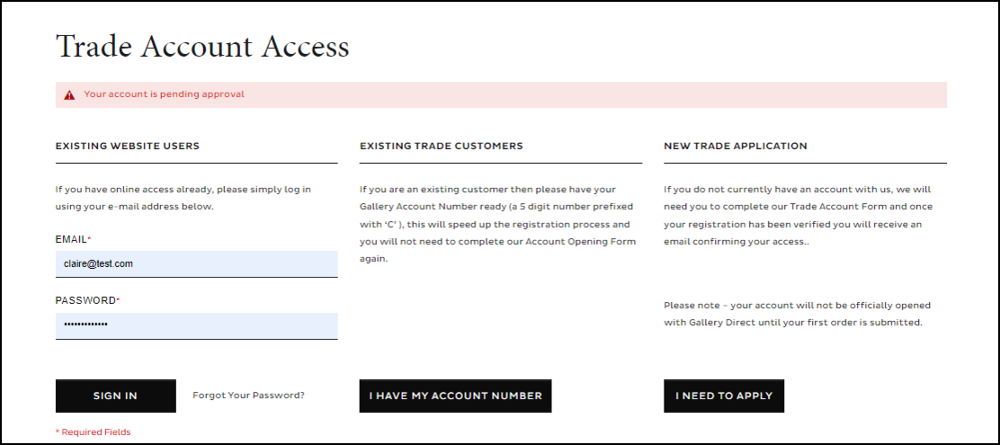 Trade Account Access
Your account is pending approval
EXISTING WEBSITE USERS
If you have online access already, please simply log in
using your e-mail address below.
EMAIL*
claire@test.com
PASSWORD*
•••••••••••••
SIGN IN
Forgot Your Password?
* Required Fields
EXISTING TRADE CUSTOMERS
If you are an existing customer then please have your
Gallery Account Number ready (a 5 digit number prefixed
with ‘C’ ), this will speed up the registration process and
you will not need to complete our Account Opening Form
again.
I HAVE MY ACCOUNT NUMBER
NEW TRADE APPLICATION
If you do not currently have an account with us, we will
need you to complete our Trade Account Form and once
your registration has been verified you will receive an
email confirming your access..
Please note – your account will not be officially opened
with Gallery Direct until your first order is submitted.
I NEED TO APPLY